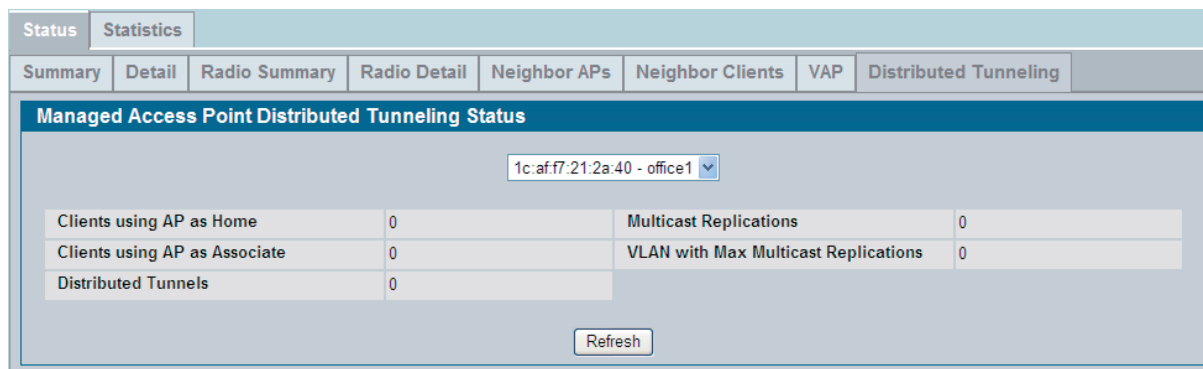 Status Statistics
Summary Detail Radio Summary Radio Detail Neighbor APs Neighbor Clients VAP Distributed Tunneling
Managed Access Point Distributed Tunneling Status
1c:af:f7:21:2a:40 - office1
Clients using AP as Home 0 Multicast Replications 0
Clients using AP as Associate 0 VLAN with Max Multicast Replications 0
Distributed Tunnels 0
Refresh